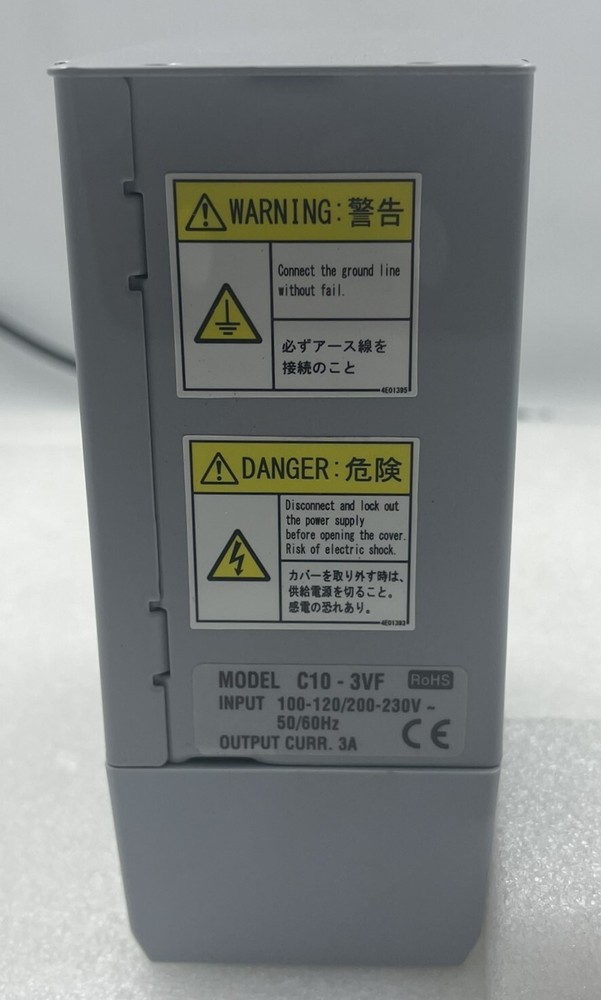 WARNING:警告
Connect the ground line
without fail.
必ずアース線を
接続のこと
4E01385
DANGER:危険
Disconnect and lock out
the power supply
before opening the cover.
Risk of electric shock.
カバーを取り外す時は、
供給電源を切ること。
感電の恐れあり。
4E01383
MODEL C10-3VF RoHS
INPUT 100-120/200-230V~
50/60Hz
OUTPUT CURR. 3A CE